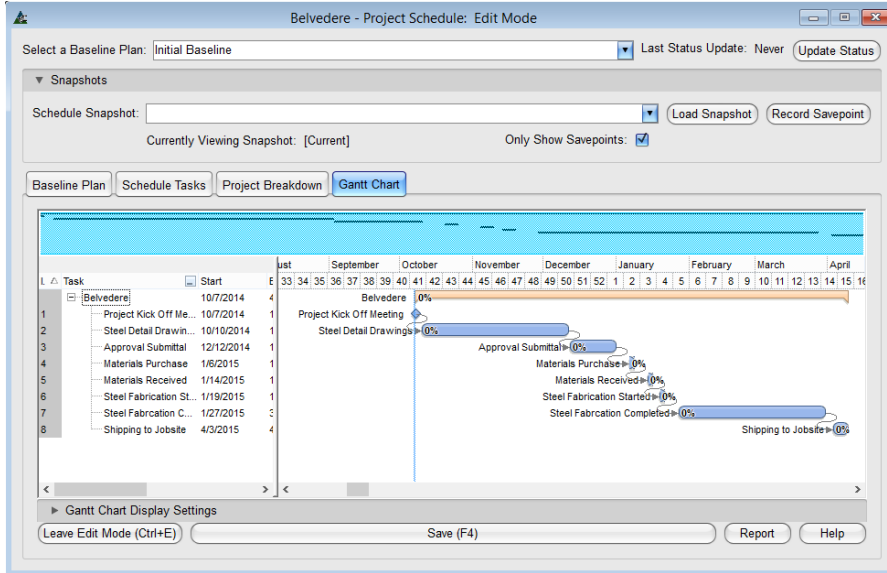 Belvedere - Project Schedule: Edit Mode
Select a Baseline Plan: Initial Baseline Last Status Update: Never Update Status
Snapshots
Schedule Snapshot: Load Snapshot Record Savepoint
Currently Viewing Snapshot: [Current] Only Show Savepoints:
Baseline Plan Schedule Tasks Project Breakdown Gantt Chart
ust September October November December January February March April
L Task ... Start E 33 34 35 36 37 38 39 40 41 42 43 44 45 46 47 48 49 50 51 52 1 2 3 4 5 6 7 8 9 10 11 12 13 14 15 16
Belvedere 10/7/2014 4 Belvedere 0%
1 Project Kick Off Me... 10/7/2014 1 Project Kick Off Meeting
2 Steel Detail Drawin... 10/10/2014 1 Steel Detail Drawings 0%
3 Approval Submittal 12/12/2014 1 Approval Submittal 0%
4 Materials Purchase 1/6/2015 1 Materials Purchase 0%
5 Materials Received 1/14/2015 1 Materials Received 0%
6 Steel Fabrication St... 1/19/2015 1 Steel Fabrication Started 0%
7 Steel Fabrcation C... 1/27/2015 3 Steel Fabrcation Completed 0%
8 Shipping to Jobsite 4/3/2015 4 Shipping to Jobsite 0%
Gantt Chart Display Settings
Leave Edit Mode (Ctrl+E) Save (F4) Report Help